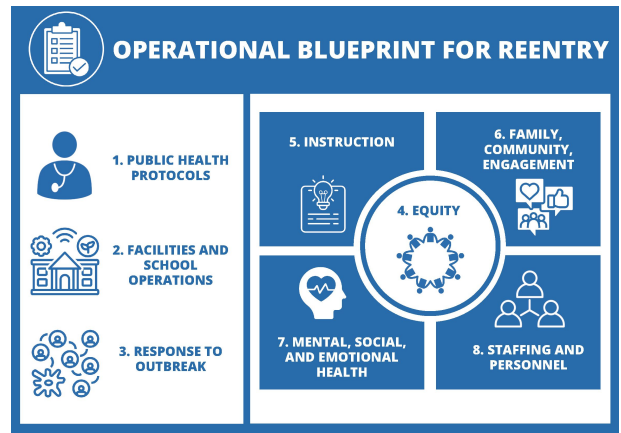 OPERATIONAL BLUEPRINT FOR REENTRY
1. PUBLIC HEALTH
PROTOCOLS
2. FACILITIES AND
SCHOOL
OPERATIONS
3. RESPONSE TO
OUTBREAK
4. EQUITY
5. INSTRUCTION
6. FAMILY,
COMMUNITY,
ENGAGEMENT
7. MENTAL, SOCIAL,
AND EMOTIONAL
HEALTH
8. STAFFING AND
PERSONNEL